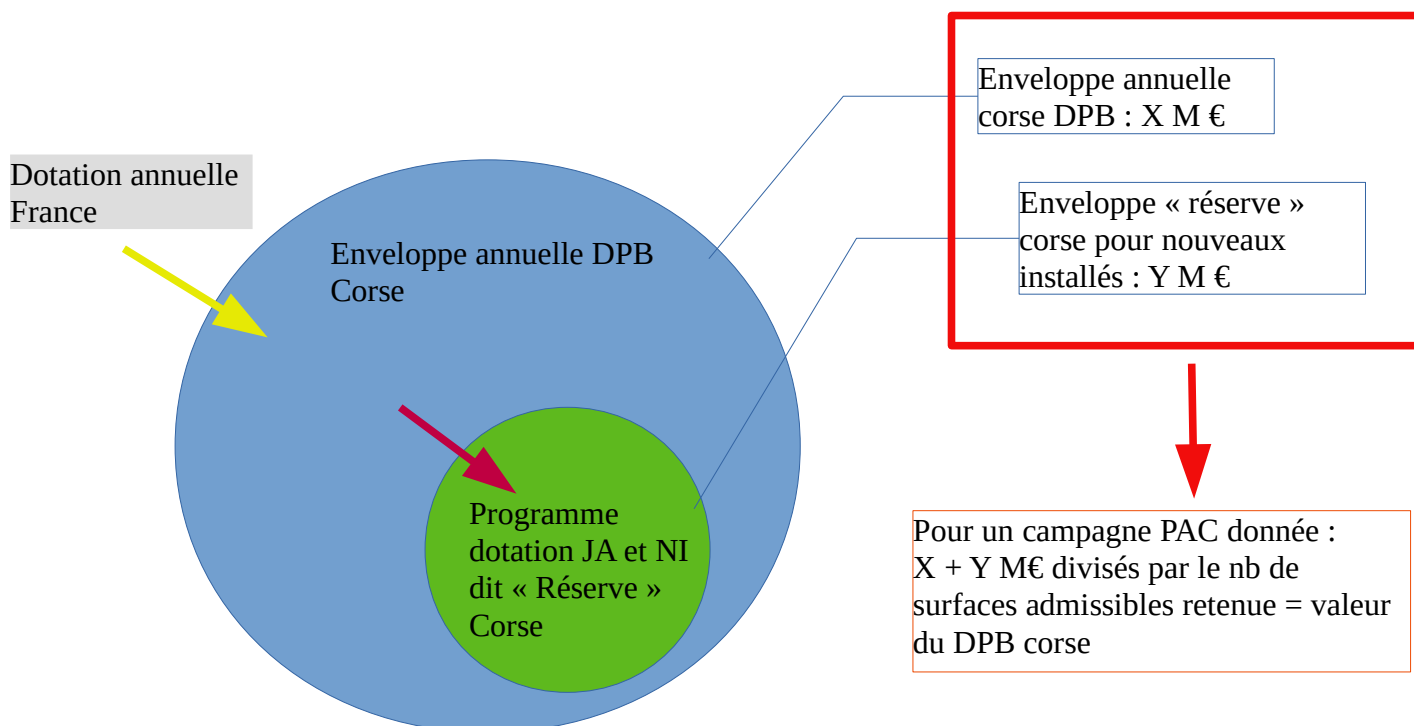 Dotation annuelle
France
Enveloppe annuelle DPB
Corse
Programme
dotation JA et NI
dit « Réserve »
Corse
Enveloppe annuelle
corse DPB : X M €
Enveloppe « réserve »
corse pour nouveaux
installés : Y M €
Pour un campagne PAC donnée :
X + Y M€ divisés par le nb de
surfaces admissibles retenue = valeur
du DPB corse